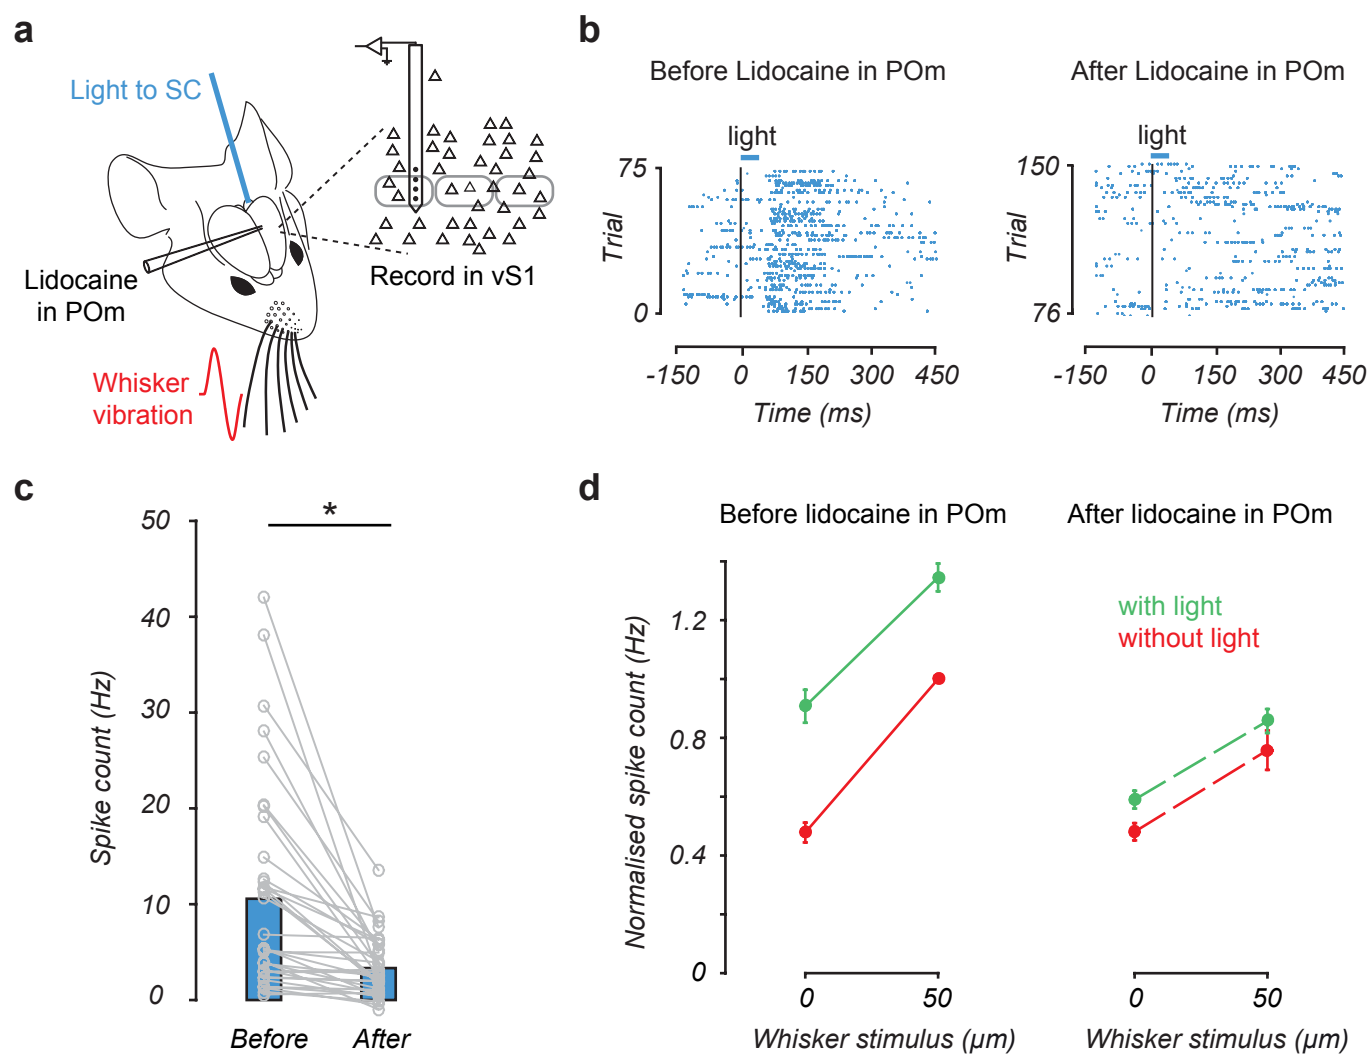 a
Light to SC
Lidocaine
in POm
Record in vS1
Whisker
vibration
b
Before Lidocaine in POm
After Lidocaine in POm
light
light
75
Trial
0
-150 0 150 300 450
Time (ms)
150
Trial
76
-150 0 150 300 450
Time (ms)
c
*
50
40
30
20
10
0
Spike count (Hz)
Before After
d
Before lidocaine in POm
After lidocaine in POm
with light
without light
1.2
0.8
0.4
0
Normalised spike count (Hz)
0 50
Whisker stimulus (µm)
0 50
Whisker stimulus (µm)